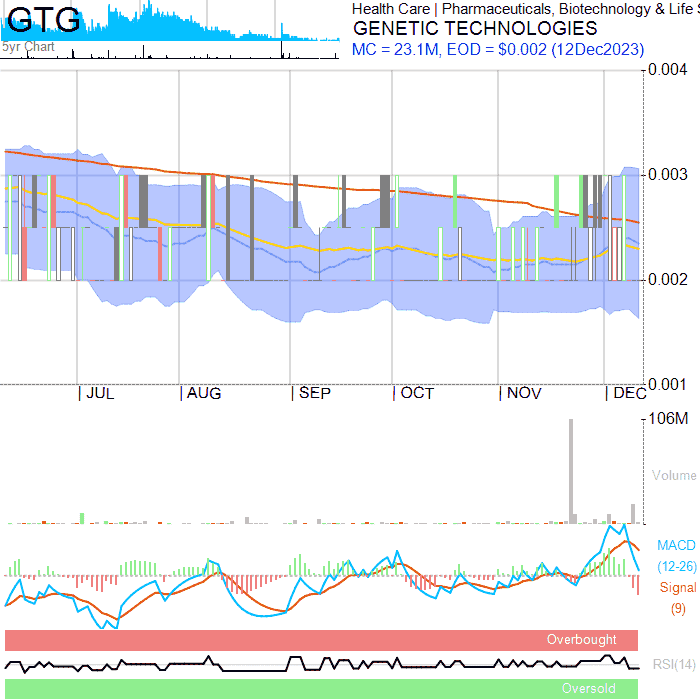 GTG
5yr Chart
Health Care | Pharmaceuticals, Biotechnology & Life S
GENETIC TECHNOLOGIES
MC = 23.1M, EOD = $0.002 (12Dec2023)
0.004
0.003
0.002
0.001
| JUL | AUG | SEP | OCT | NOV | DEC
106M
Volume
MACD
(12-26)
Signal
(9)
Overbought
RSI(14)
Oversold